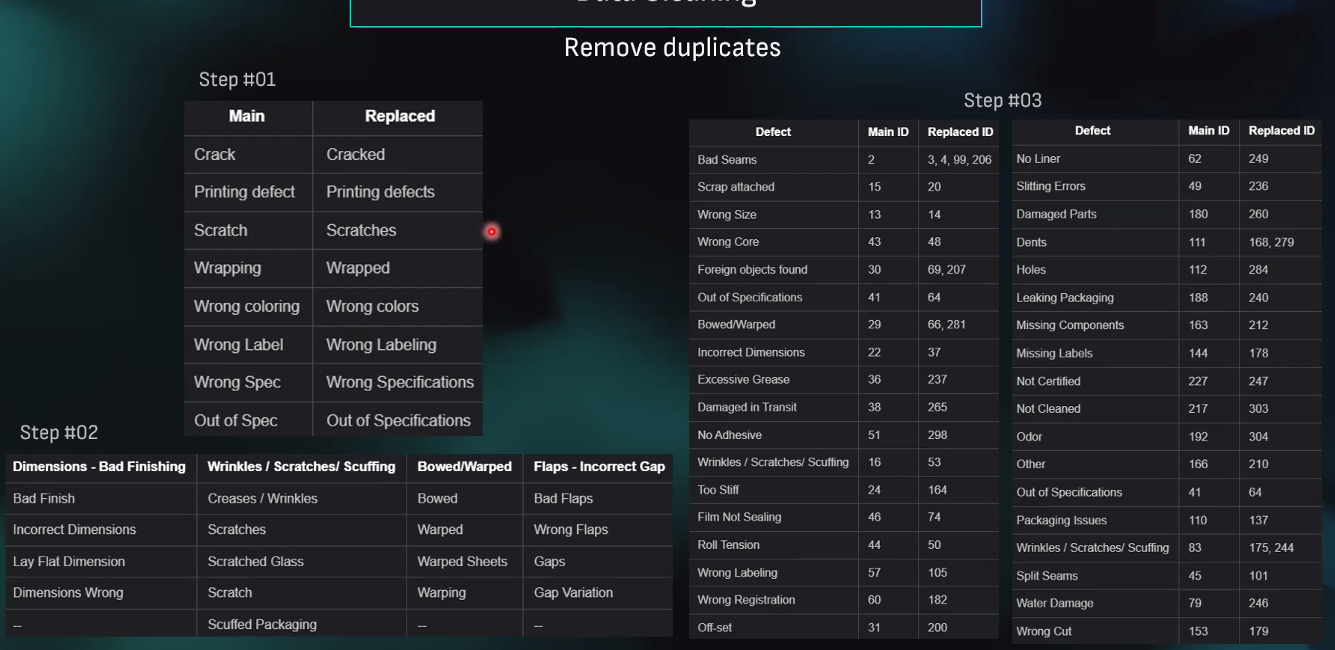 Data Cleaning
Remove duplicates
Step #01
Main Replaced
Crack Cracked
Printing defect Printing defects
Scratch Scratches
Wrapping Wrapped
Wrong coloring Wrong colors
Wrong Label Wrong Labeling
Wrong Spec Wrong Specifications
Out of Spec Out of Specifications
Step #02
Dimensions - Bad Finishing Wrinkles / Scratches/ Scuffing Bowed/Warped Flaps - Incorrect Gap
Bad Finish Creases / Wrinkles Bowed Bad Flaps
Incorrect Dimensions Scratches Warped Wrong Flaps
Lay Flat Dimension Scratched Glass Warped Sheets Gaps
Dimensions Wrong Scratch Warping Gap Variation
-- Scuffed Packaging -- --
Step #03
Defect Main ID Replaced ID
Bad Seams 2 3, 4, 99, 206
Scrap attached 15 20
Wrong Size 13 14
Wrong Core 43 48
Foreign objects found 30 69, 207
Out of Specifications 41 64
Bowed/Warped 29 66, 281
Incorrect Dimensions 22 37
Excessive Grease 36 237
Damaged in Transit 38 265
No Adhesive 51 298
Wrinkles / Scratches/ Scuffing 16 53
Too Stiff 24 164
Film Not Sealing 46 74
Roll Tension 44 50
Wrong Labeling 57 105
Wrong Registration 60 182
Off-set 31 200
Defect Main ID Replaced ID
No Liner 62 249
Slitting Errors 49 236
Damaged Parts 180 260
Dents 111 168, 279
Holes 112 284
Leaking Packaging 188 240
Missing Components 163 212
Missing Labels 144 178
Not Certified 227 247
Not Cleaned 217 303
Odor 192 304
Other 166 210
Out of Specifications 41 64
Packaging Issues 110 137
Wrinkles / Scratches/ Scuffing 83 175, 244
Split Seams 45 101
Water Damage 79 246
Wrong Cut 153 179